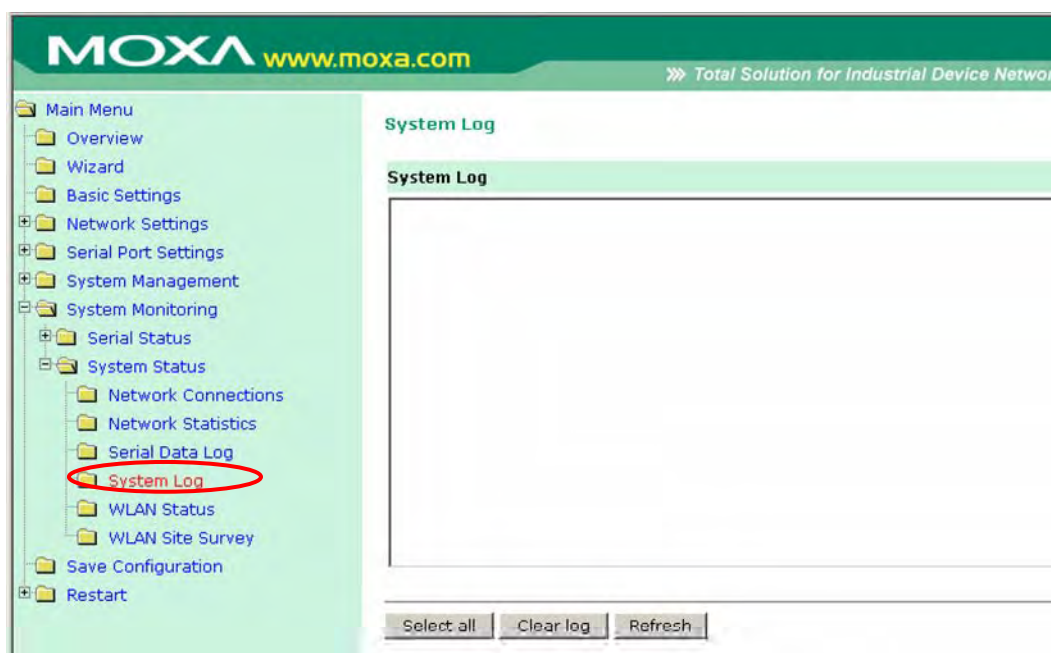 MOXA www.moxa.com
Total Solution for Industrial Device Networ
Main Menu
Overview
Wizard
Basic Settings
Network Settings
Serial Port Settings
System Management
System Monitoring
Serial Status
System Status
Network Connections
Network Statistics
Serial Data Log
System Log
WLAN Status
WLAN Site Survey
Save Configuration
Restart
System Log
System Log
Select all Clear log Refresh